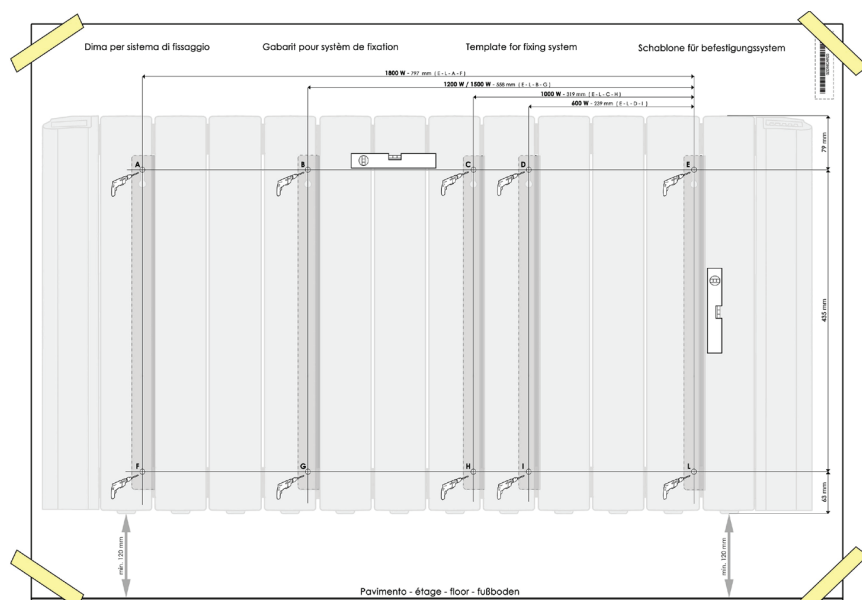 Dima per sistema di fissaggio
Gabarit pour systèm de fixation
Template for fixing system
Schablone für befestigungssystem
1800 W - 797 mm ( E - L - A - F )
1200 W / 1500 W - 558 mm ( E - L - B - G )
1000 W - 319 mm ( E - L - C - H )
600 W - 239 mm ( E - L - D - I )
79 mm
A
B
C
D
E
435 mm
F
G
H
I
L
63 mm
min. 120 mm
min. 120 mm
Pavimento - étage - floor - fußboden